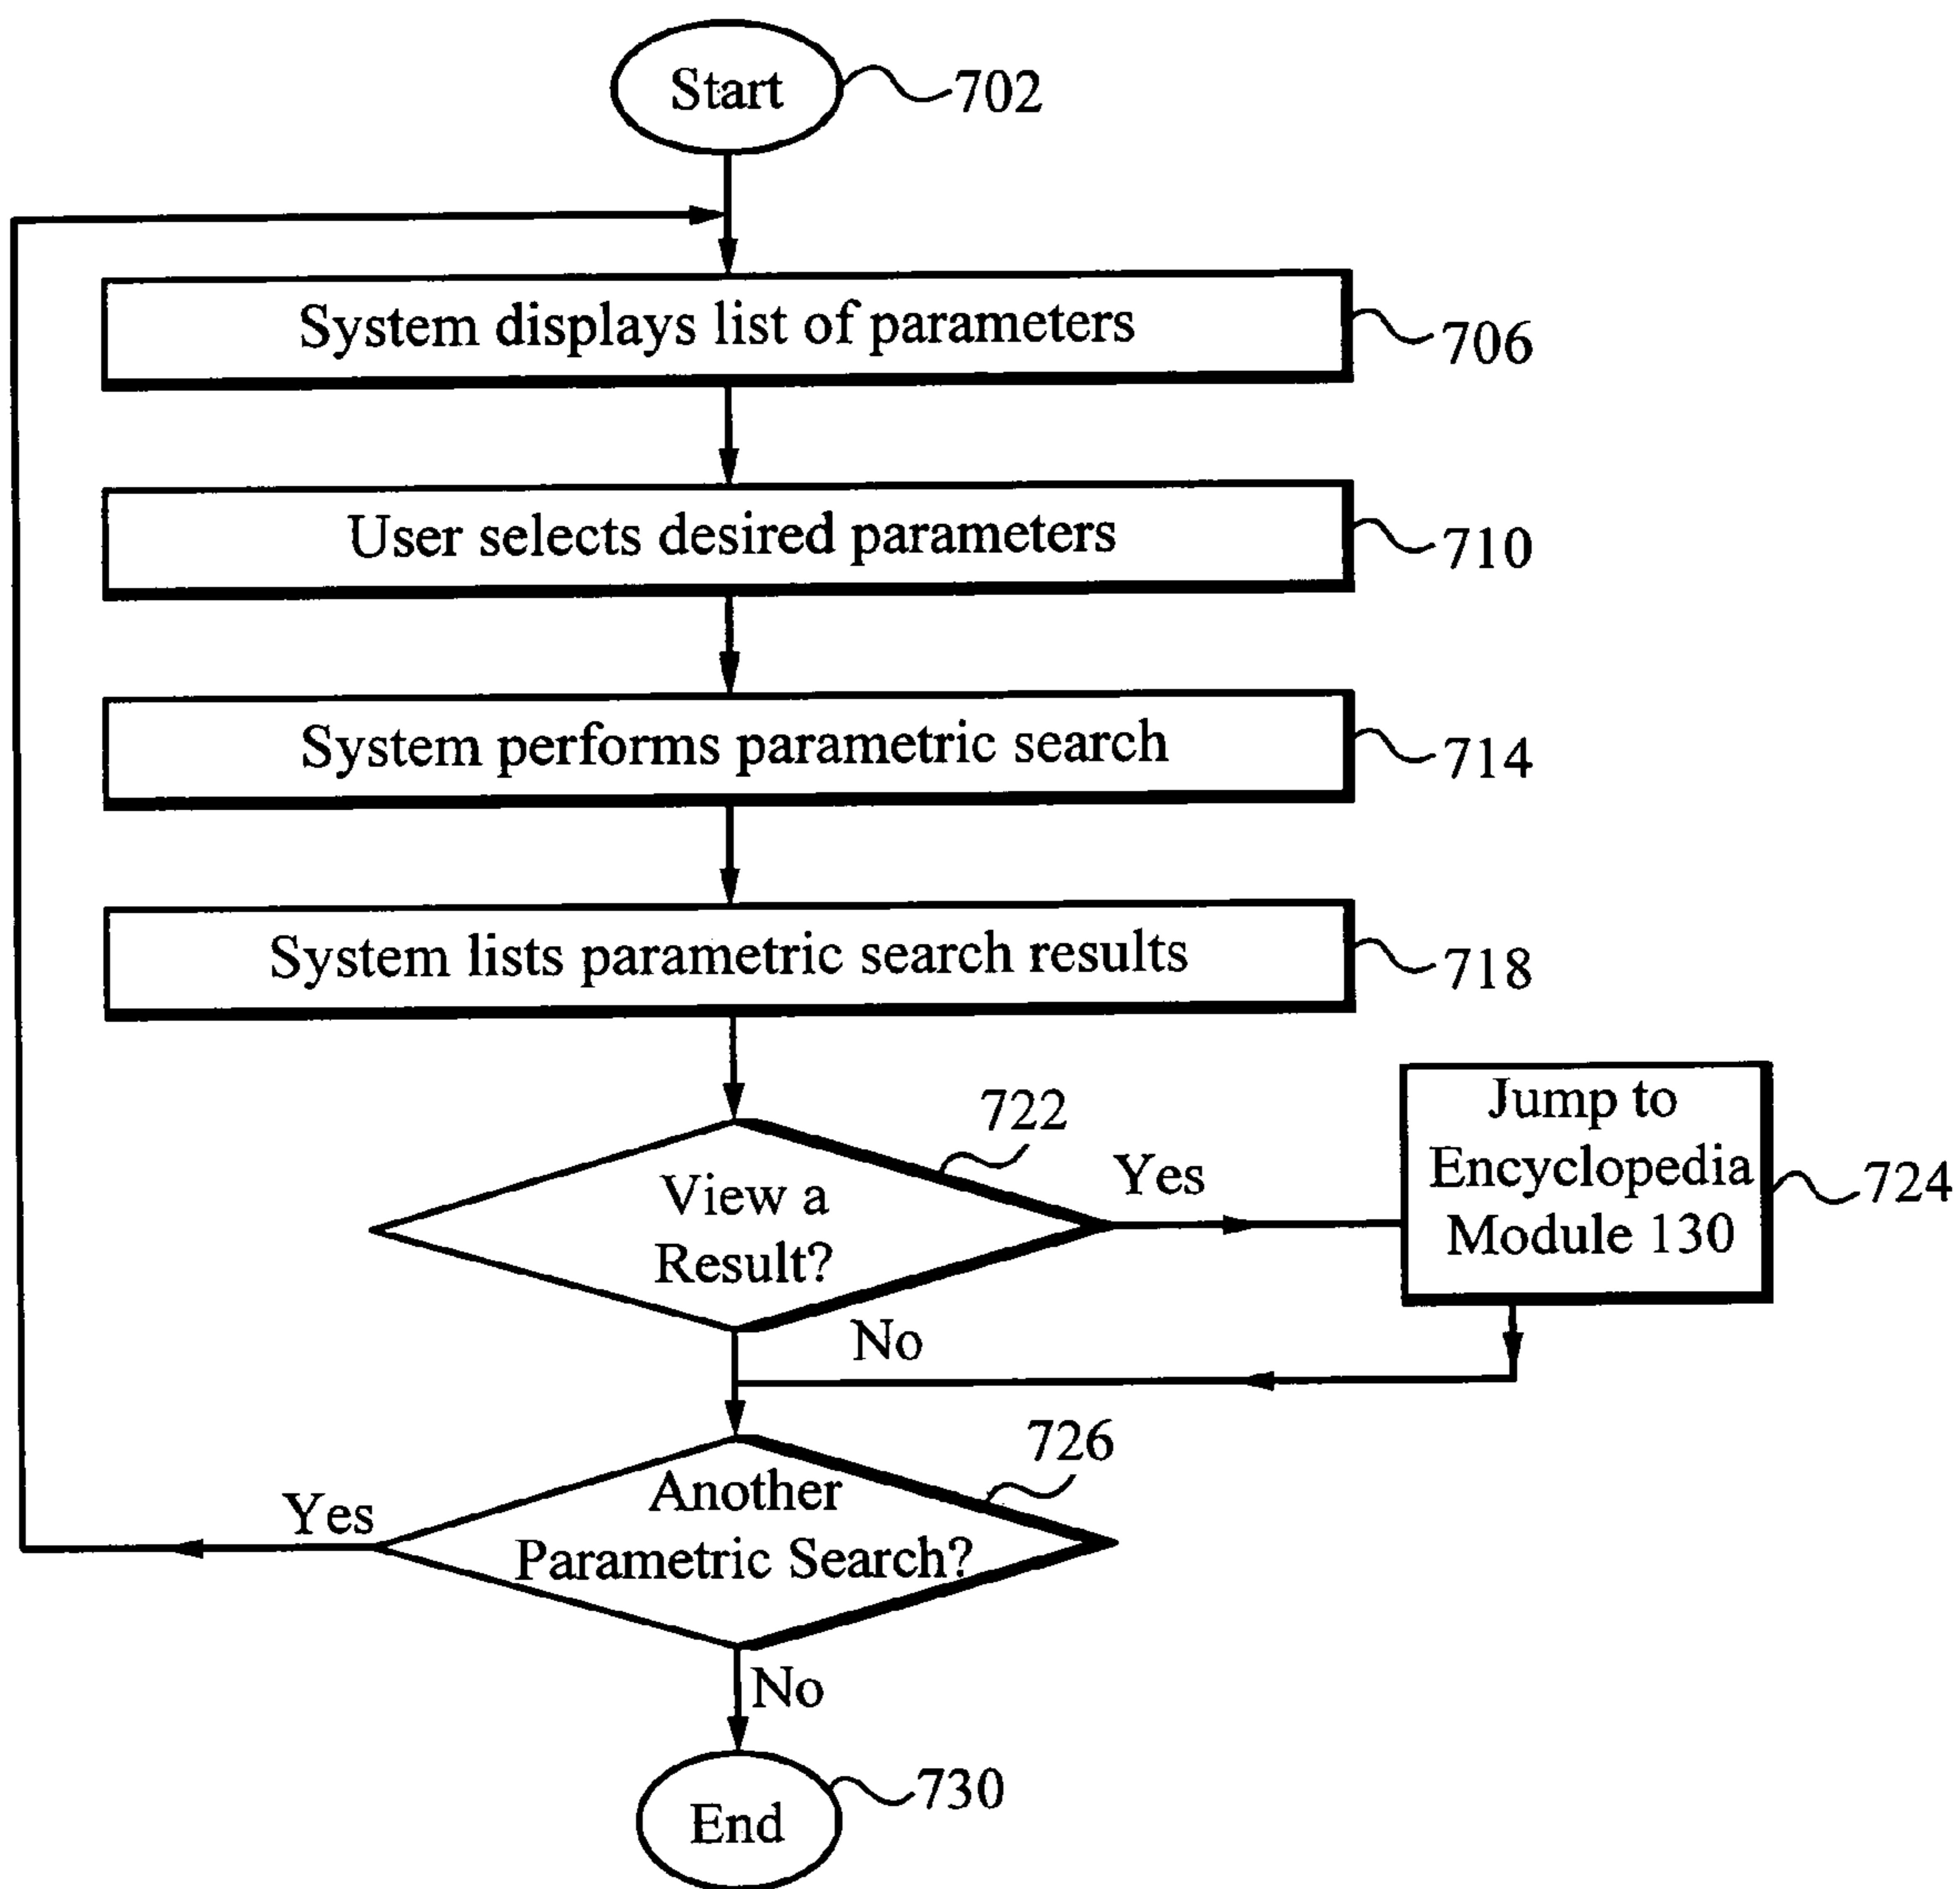 Start
702
System displays list of parameters
706
User selects desired parameters
710
System performs parametric search
714
System lists parametric search results
718
722
View a
Result?
Yes
Jump to
Encyclopedia
Module 130
724
No
726
Another
Parametric Search?
Yes
No
End
730